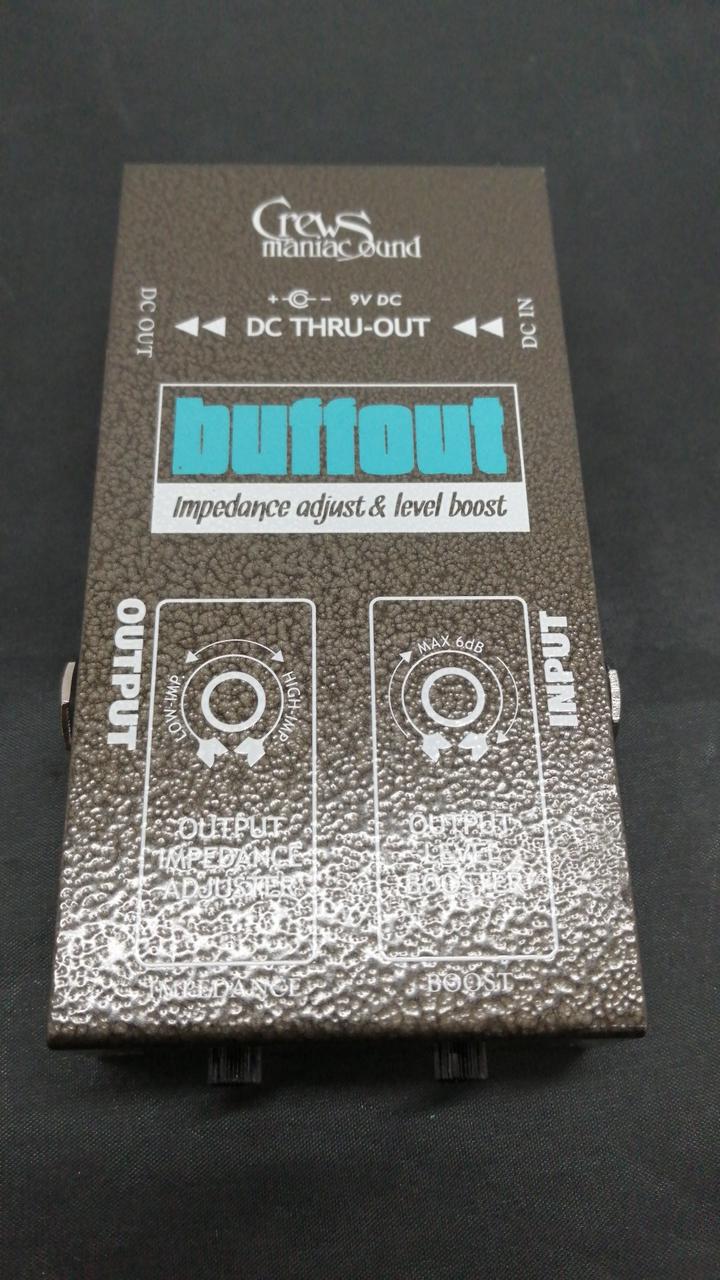 Crews
maniac sound
+ - 9V DC
DC OUT
DC THRU-OUT
DC IN
buffout
Impedance adjust & level boost
OUTPUT
LOW-IMP
HIGH-IMP
OUTPUT
IMPEDANCE
ADJUSTER
IMPEDANCE
MAX 6dB
INPUT
OUTPUT
LEVEL
BOOSTER
BOOST